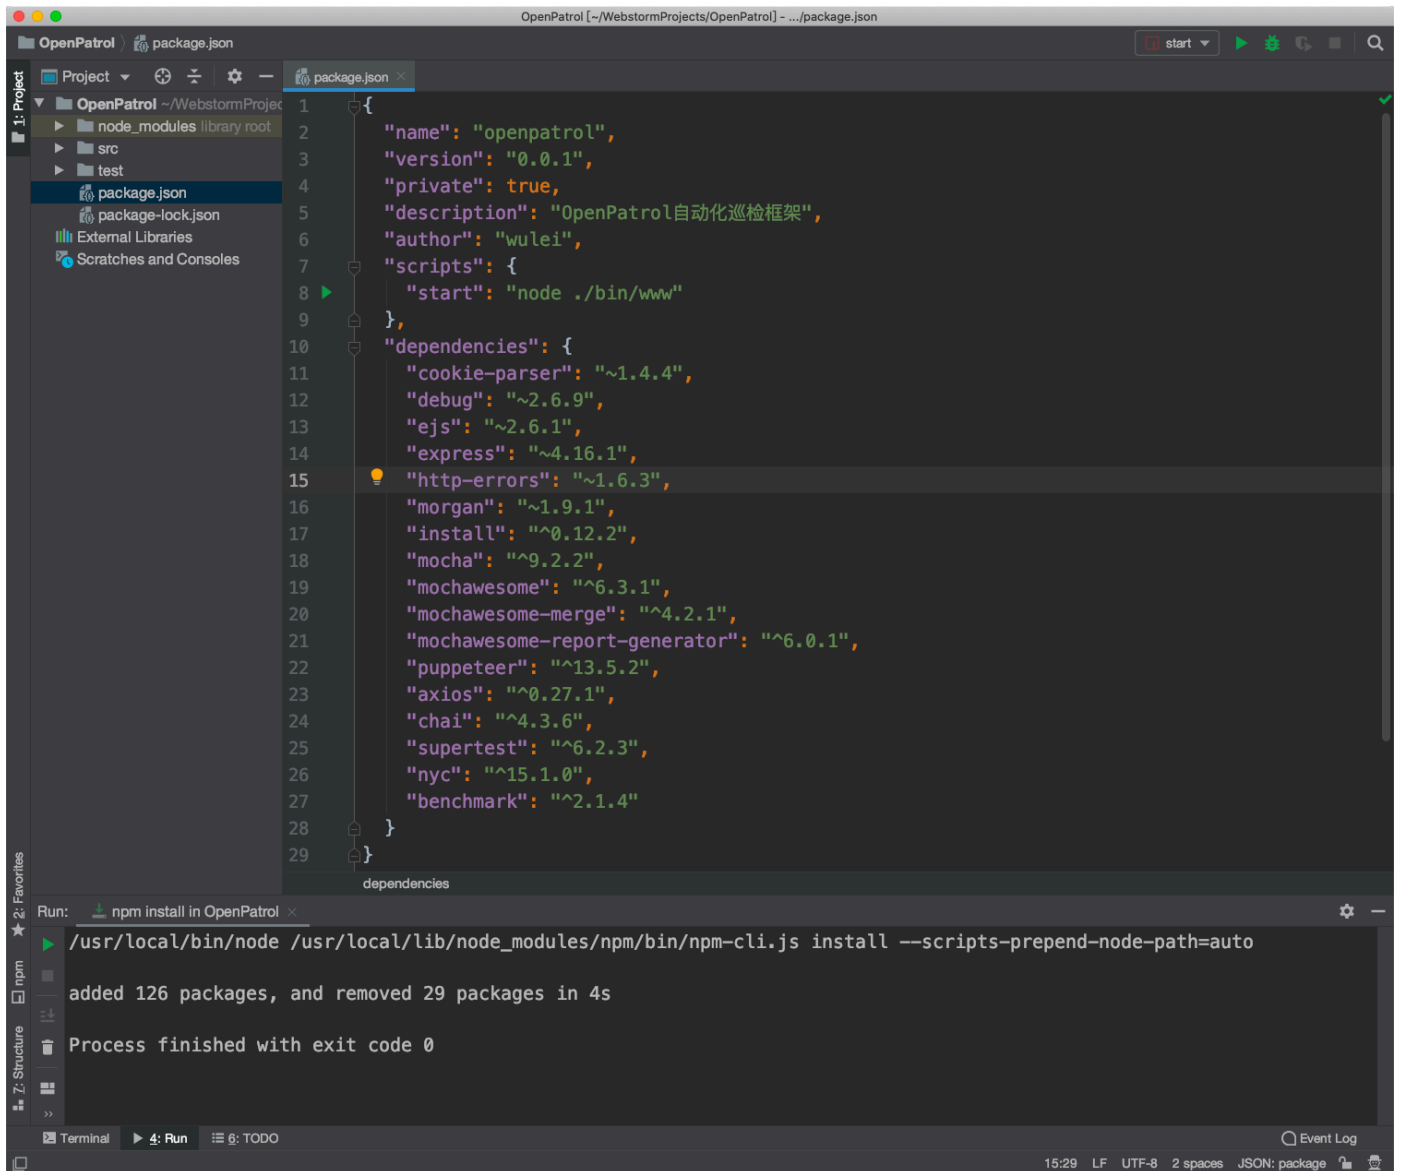 OpenPatrol [~/WebstormProjects/OpenPatrol] - .../package.json
OpenPatrol package.json start
1: Project
Project
package.json
OpenPatrol ~/WebstormProjec
node_modules library root
src
test
package.json
package-lock.json
External Libraries
Scratches and Consoles
1 {
2 "name": "openpatrol",
3 "version": "0.0.1",
4 "private": true,
5 "description": "OpenPatrol自动化巡检框架",
6 "author": "wulei",
7 "scripts": {
8 "start": "node ./bin/www"
9 },
10 "dependencies": {
11 "cookie-parser": "~1.4.4",
12 "debug": "~2.6.9",
13 "ejs": "~2.6.1",
14 "express": "~4.16.1",
15 "http-errors": "~1.6.3",
16 "morgan": "~1.9.1",
17 "install": "^0.12.2",
18 "mocha": "^9.2.2",
19 "mochawesome": "^6.3.1",
20 "mochawesome-merge": "^4.2.1",
21 "mochawesome-report-generator": "^6.0.1",
22 "puppeteer": "^13.5.2",
23 "axios": "^0.27.1",
24 "chai": "^4.3.6",
25 "supertest": "^6.2.3",
26 "nyc": "^15.1.0",
27 "benchmark": "^2.1.4"
28 }
29 }
dependencies
2: Favorites
npm
7: Structure
Run: npm install in OpenPatrol
/usr/local/bin/node /usr/local/lib/node_modules/npm/bin/npm-cli.js install --scripts-prepend-node-path=auto
added 126 packages, and removed 29 packages in 4s
Process finished with exit code 0
Terminal 4: Run 6: TODO Event Log
15:29 LF UTF-8 2 spaces JSON: package